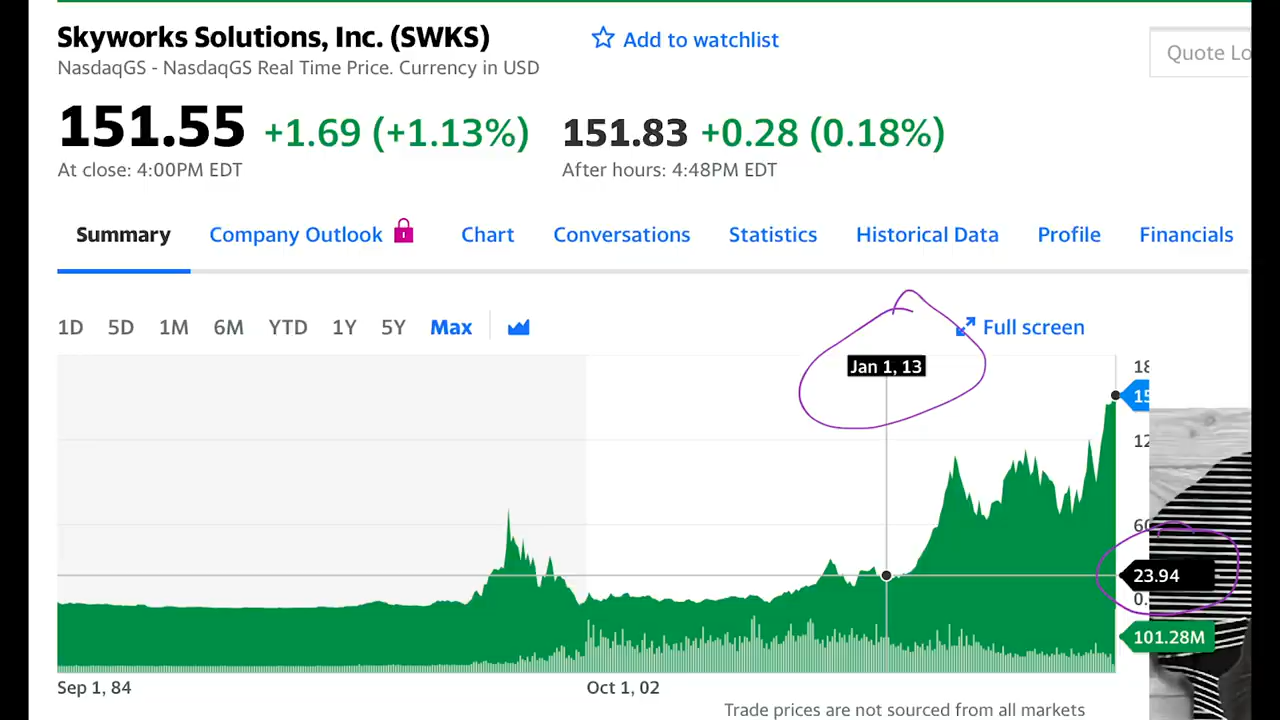 Skyworks Solutions, Inc. (SWKS)
Add to watchlist
Quote Lo
NasdaqGS - NasdaqGS Real Time Price. Currency in USD
151.55 +1.69 (+1.13%) 151.83 +0.28 (0.18%)
At close: 4:00PM EDT After hours: 4:48PM EDT
Summary Company Outlook Chart Conversations Statistics Historical Data Profile Financials
1D 5D 1M 6M YTD 1Y 5Y Max Full screen
Jan 1, 13
18
15
12
60
23.94
0.
101.28M
Sep 1, 84 Oct 1, 02
Trade prices are not sourced from all markets